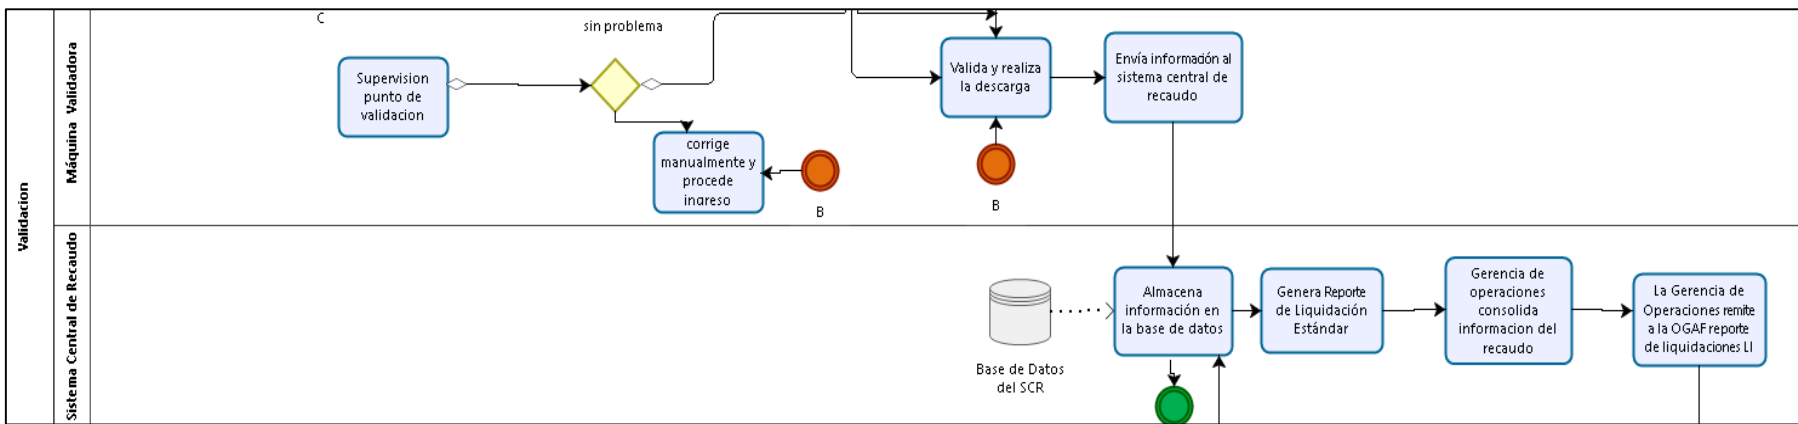 Validacion
Máquina Validadora
C
sin problema
Supervision
punto de
validacion
corrige
manualmente y
procede
ingreso
B
Valida y realiza
la descarga
B
Envía información al
sistema central de
recaudo
Sistema Central de Recaudo
Base de Datos
del SCR
Almacena
información en
la base de datos
Genera Reporte
de Liquidación
Estándar
Gerencia de
operaciones
consolida
informacion del
recaudo
La Gerencia de
Operaciones remite
a la OGAF reporte
de liquidaciones LI